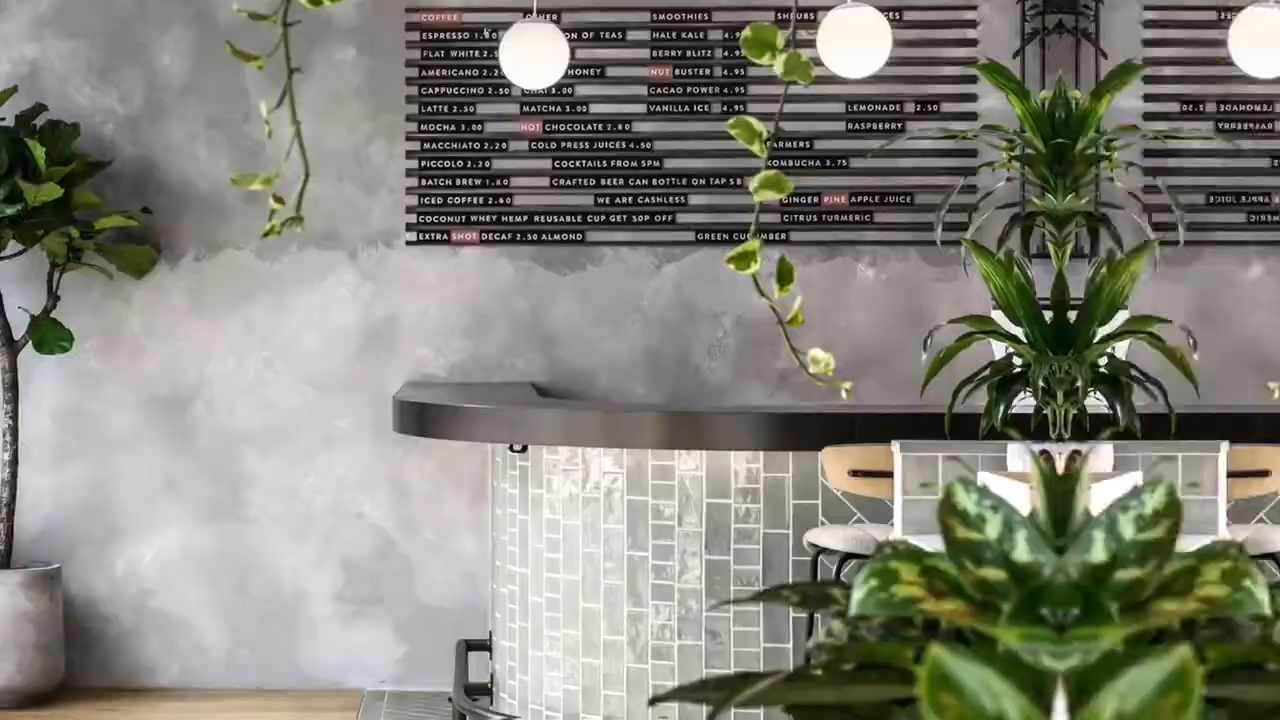 COFFEE
SMOOTHIES
SHRUBS
ESPRESSO
ON OF TEAS
HALE KALE
FLAT WHITE
BERRY BLITZ
AMERICANO
HONEY
NUT BUSTER 4.95
CAPPUCCINO 2.50
CHAI 3.00
CACAO POWER 4.95
LATTE 2.50
MATCHA 3.00
VANILLA ICE 4.95
LEMONADE 2.50
MOCHA 3.00
HOT CHOCOLATE 2.80
RASPBERRY
MACCHIATO 2.20
COLD PRESS JUICES 4.50
FARMERS
PICCOLO 2.20
COCKTAILS FROM 5PM
KOMBUCHA 3.75
BATCH BREW 1.80
CRAFTED BEER CAN BOTTLE ON TAP
ICED COFFEE 2.60
WE ARE CASHLESS
GINGER PINE APPLE JUICE
COCONUT WHEY HEMP REUSABLE CUP GET 50P OFF
CITRUS TURMERIC
EXTRA SHOT DECAF 2.50 ALMOND
GREEN CUCUMBER